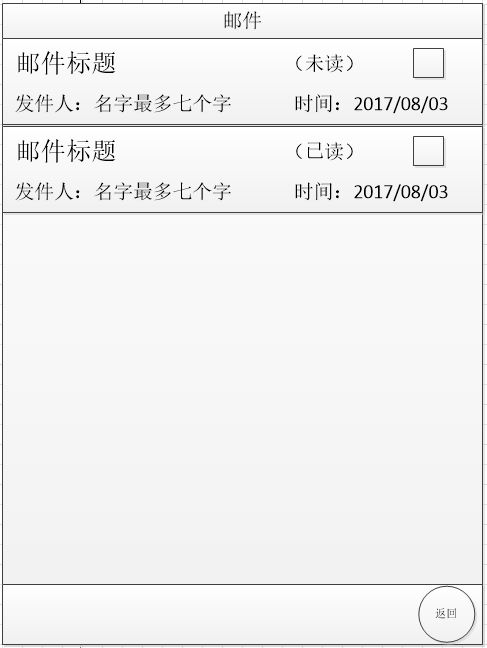 邮件
邮件标题 （未读）
发件人：名字最多七个字 时间：2017/08/03
邮件标题 （已读）
发件人：名字最多七个字 时间：2017/08/03
返回